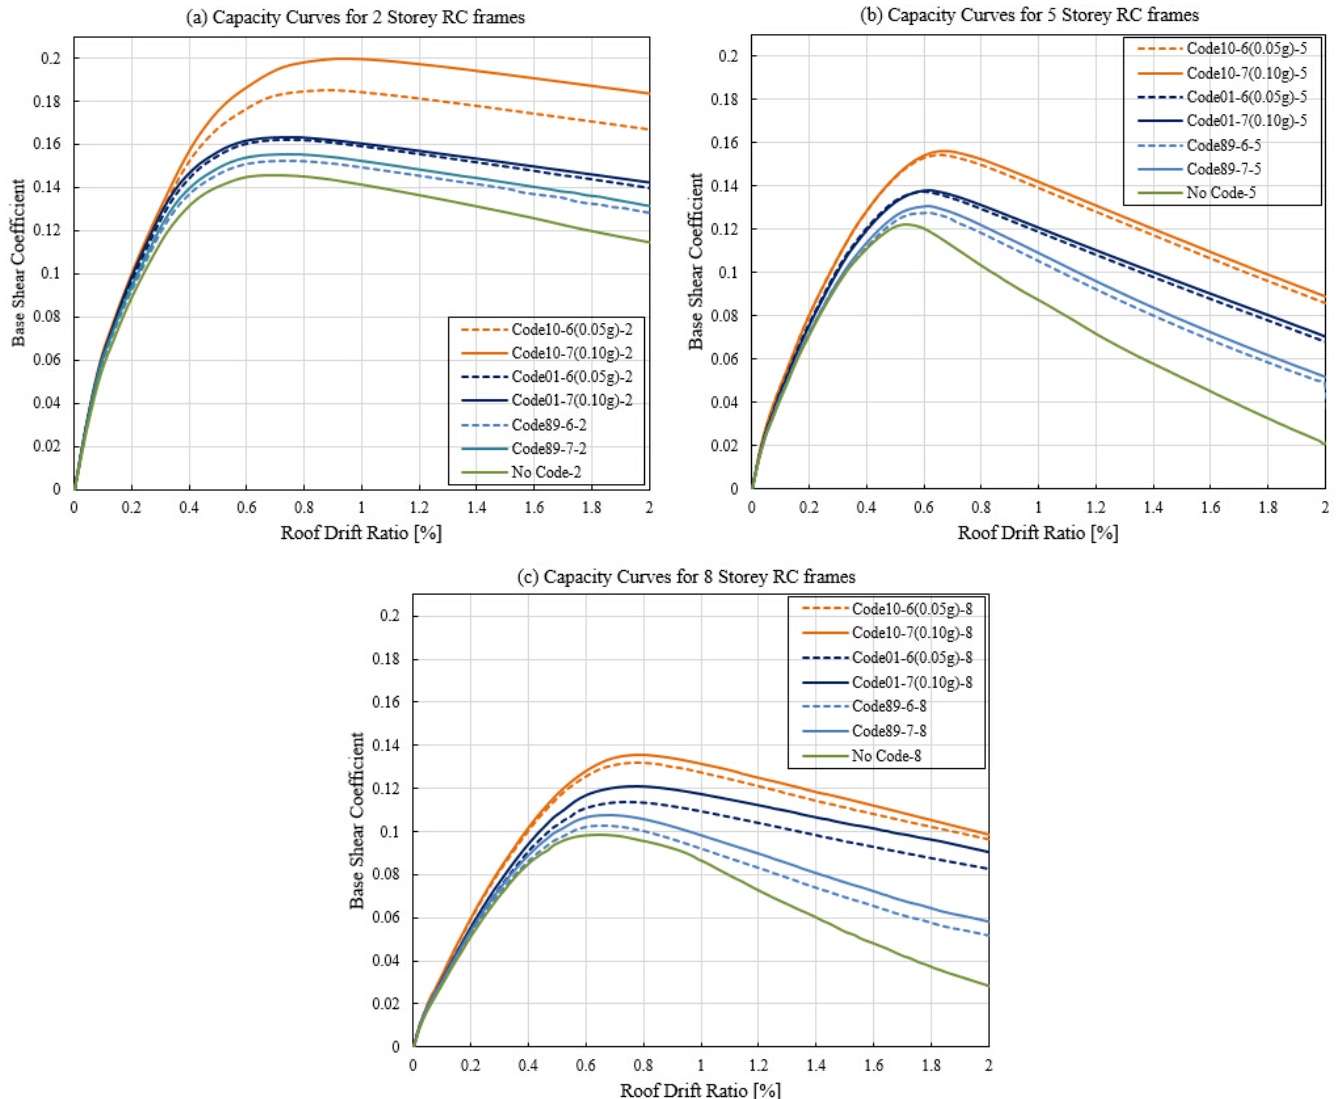 (a) Capacity Curves for 2 Storey RC frames
0.2
0.18
0.16
0.14
0.12
0.1
0.08
0.06
0.04
0.02
0
Base Shear Coefficient
0 0.2 0.4 0.6 0.8 1 1.2 1.4 1.6 1.8 2
Roof Drift Ratio [%]
Code10-6(0.05g)-2
Code10-7(0.10g)-2
Code01-6(0.05g)-2
Code01-7(0.10g)-2
Code89-6-2
Code89-7-2
No Code-2
(b) Capacity Curves for 5 Storey RC frames
0.2
0.18
0.16
0.14
0.12
0.1
0.08
0.06
0.04
0.02
0
Base Shear Coefficient
0 0.2 0.4 0.6 0.8 1 1.2 1.4 1.6 1.8 2
Roof Drift Ratio [%]
Code10-6(0.05g)-5
Code10-7(0.10g)-5
Code01-6(0.05g)-5
Code01-7(0.10g)-5
Code89-6-5
Code89-7-5
No Code-5
(c) Capacity Curves for 8 Storey RC frames
0.2
0.18
0.16
0.14
0.12
0.1
0.08
0.06
0.04
0.02
0
Base Shear Coefficient
0 0.2 0.4 0.6 0.8 1 1.2 1.4 1.6 1.8 2
Roof Drift Ratio [%]
Code10-6(0.05g)-8
Code10-7(0.10g)-8
Code01-6(0.05g)-8
Code01-7(0.10g)-8
Code89-6-8
Code89-7-8
No Code-8